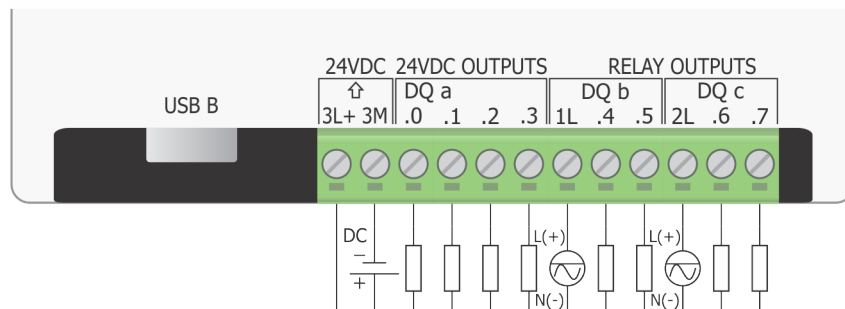 24VDC 24VDC OUTPUTS RELAY OUTPUTS
USB B
⇧ DQ a DQ b DQ c
3L+ 3M .0 .1 .2 .3 1L .4 .5 2L .6 .7
DC L(+) L(+)
−
+
N(-) N(-)